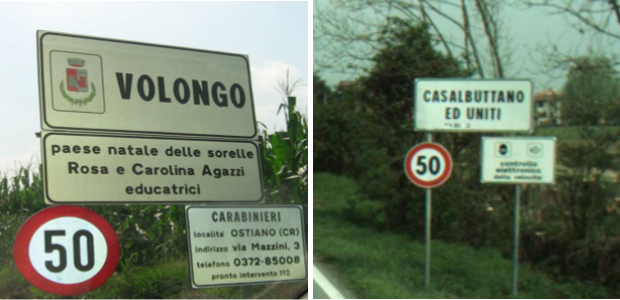 VOLONGO
paese natale delle sorelle
Rosa e Carolina Agazzi
educatrici
50
CARABINIERI
località OSTIANO (CR)
indirizzo via Mazzini, 3
telefono 0372-85008
pronto intervento 112
CASALBUTTANO
ED UNITI
50
controllo
elettronico
della velocità